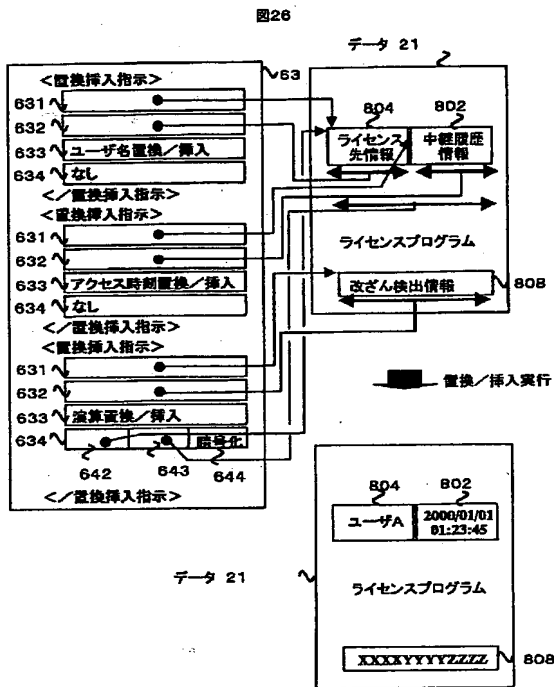 図26
データ 21
63
<置換挿入指示>
631
632
633 ユーザ名置換/挿入
634 なし
</置換挿入指示>
<置換挿入指示>
631
632
633 アクセス時刻置換/挿入
634 なし
</置換挿入指示>
<置換挿入指示>
631
632
633 演算置換/挿入
634 暗号化
642 643 644
</置換挿入指示>
804 802
ライセンス先情報
中継履歴情報
ライセンスプログラム
改ざん検出情報 808
置換/挿入実行
804 802
ユーザA
2000/01/01
01:23:45
データ 21
ライセンスプログラム
XXXXYYYYZZZZ 808